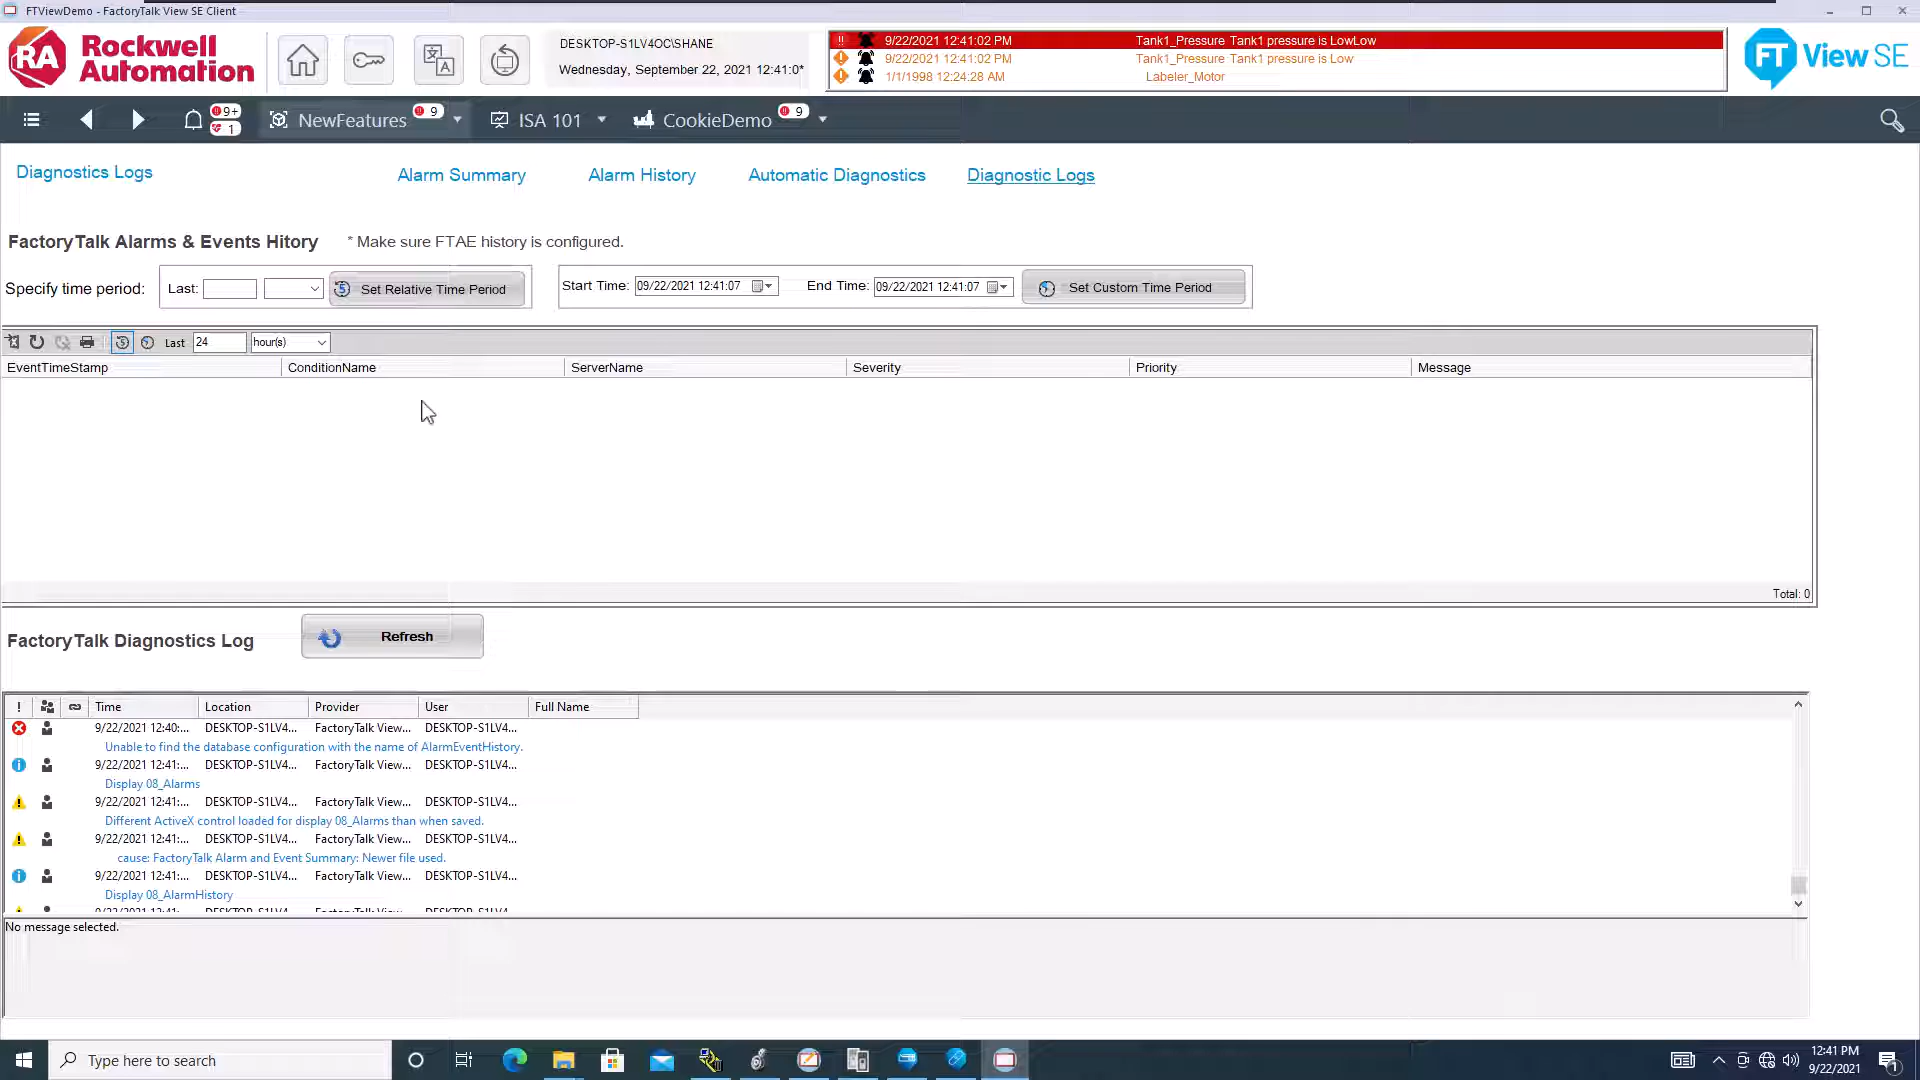 FTViewDemo - FactoryTalk View SE Client
RA Rockwell Automation
DESKTOP-S1LV4OC\SHANE
Wednesday, September 22, 2021 12:41:0*
9/22/2021 12:41:02 PM Tank1_Pressure Tank1 pressure is LowLow
9/22/2021 12:41:02 PM Tank1_Pressure Tank1 pressure is Low
1/1/1998 12:24:28 AM Labeler_Motor
FT View SE
9+
1
NewFeatures 9
ISA 101
CookieDemo 9
Diagnostics Logs
Alarm Summary
Alarm History
Automatic Diagnostics
Diagnostic Logs
FactoryTalk Alarms & Events Hitory * Make sure FTAE history is configured.
Specify time period: Last: Set Relative Time Period
Start Time: 09/22/2021 12:41:07 End Time: 09/22/2021 12:41:07 Set Custom Time Period
Last 24 hour(s)
EventTimeStamp ConditionName ServerName Severity Priority Message
Total: 0
FactoryTalk Diagnostics Log Refresh
! Time Location Provider User Full Name
9/22/2021 12:40:... DESKTOP-S1LV4... FactoryTalk View... DESKTOP-S1LV4...
Unable to find the database configuration with the name of AlarmEventHistory.
9/22/2021 12:41:... DESKTOP-S1LV4... FactoryTalk View... DESKTOP-S1LV4...
Display 08_Alarms
9/22/2021 12:41:... DESKTOP-S1LV4... FactoryTalk View... DESKTOP-S1LV4...
Different ActiveX control loaded for display 08_Alarms than when saved.
9/22/2021 12:41:... DESKTOP-S1LV4... FactoryTalk View... DESKTOP-S1LV4...
cause: FactoryTalk Alarm and Event Summary: Newer file used.
9/22/2021 12:41:... DESKTOP-S1LV4... FactoryTalk View... DESKTOP-S1LV4...
Display 08_AlarmHistory
No message selected.
Type here to search
12:41 PM
9/22/2021
1